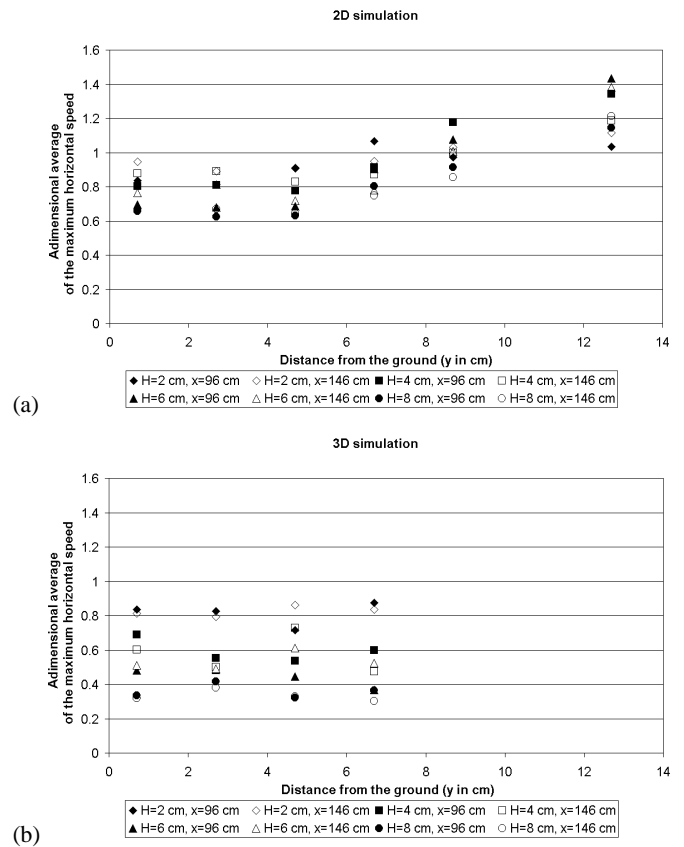 2D simulation
1.6
1.4
1.2
1
0.8
0.6
0.4
0.2
0
Adimensional average
of the maximum horizontal speed
0 2 4 6 8 10 12 14
Distance from the ground (y in cm)
H=2 cm, x=96 cm H=2 cm, x=146 cm H=4 cm, x=96 cm H=4 cm, x=146 cm
H=6 cm, x=96 cm H=6 cm, x=146 cm H=8 cm, x=96 cm H=8 cm, x=146 cm
(a)
3D simulation
1.6
1.4
1.2
1
0.8
0.6
0.4
0.2
0
Adimensional average
of the maximum horizontal speed
0 2 4 6 8 10 12 14
Distance from the ground (y in cm)
H=2 cm, x=96 cm H=2 cm, x=146 cm H=4 cm, x=96 cm H=4 cm, x=146 cm
H=6 cm, x=96 cm H=6 cm, x=146 cm H=8 cm, x=96 cm H=8 cm, x=146 cm
(b)